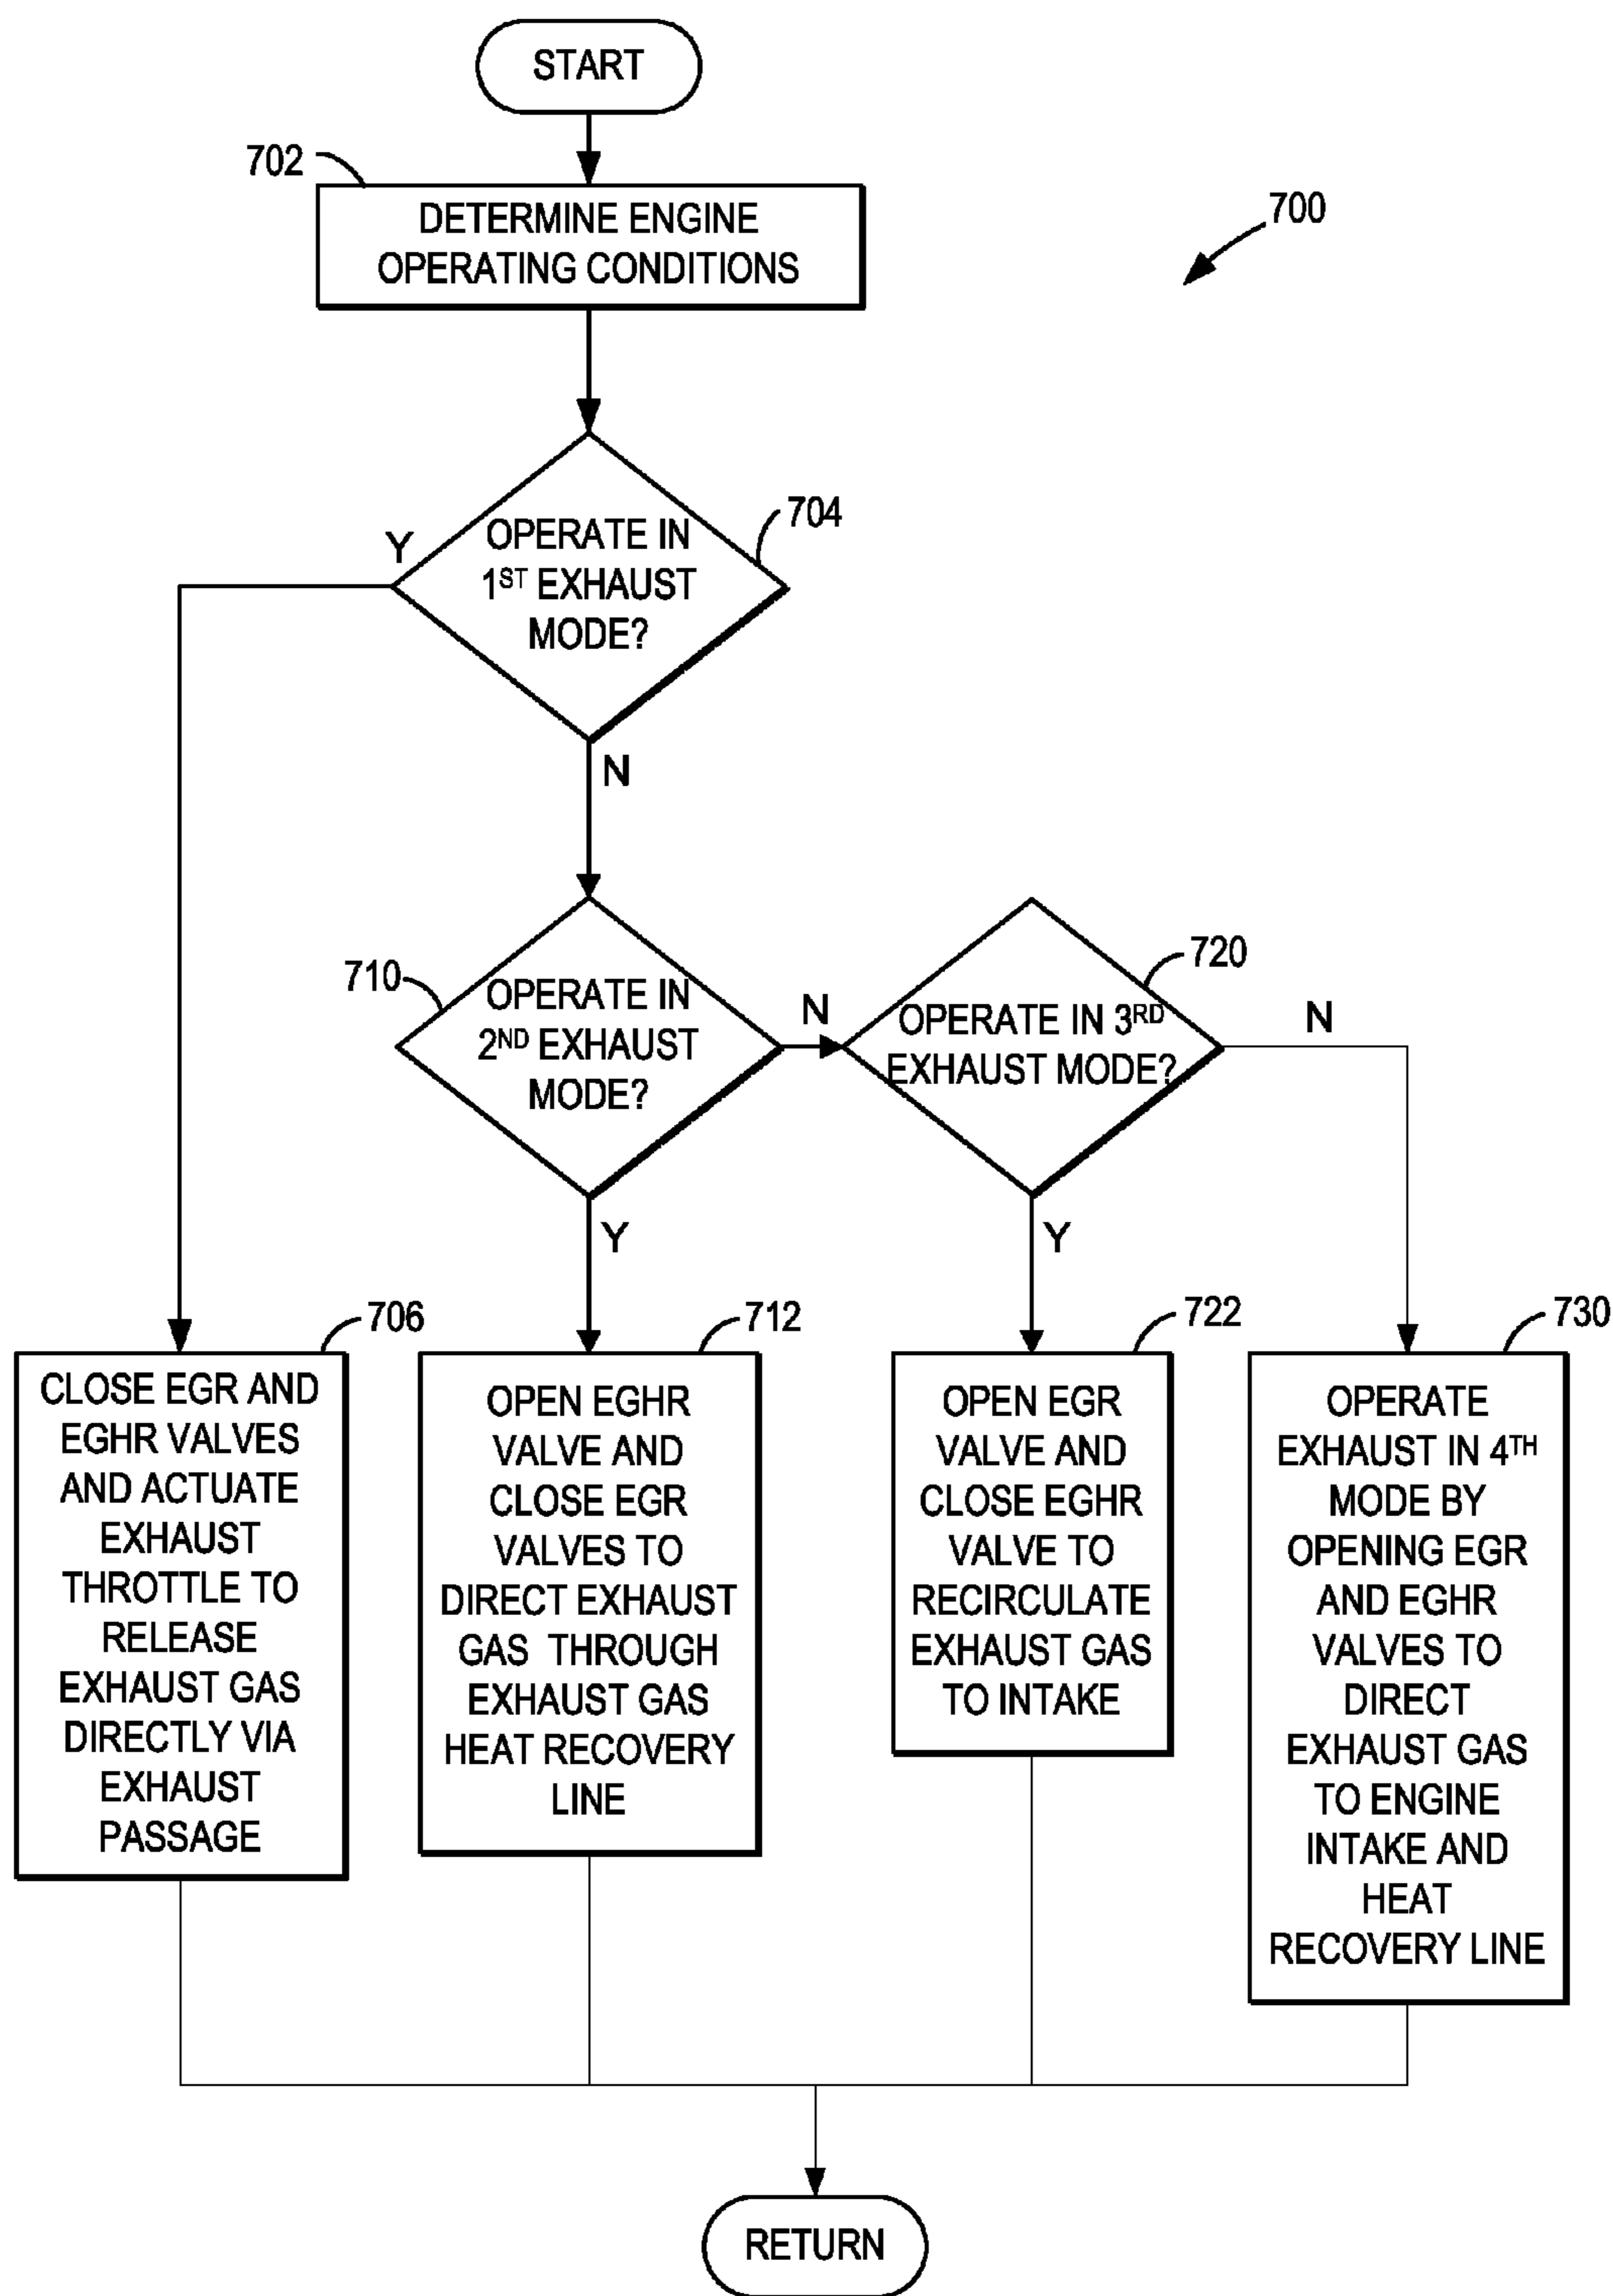 START
702
DETERMINE ENGINE
OPERATING CONDITIONS
700
704
Y
OPERATE IN
1ST EXHAUST
MODE?
N
710
OPERATE IN
2ND EXHAUST
MODE?
N
720
OPERATE IN 3RD
EXHAUST MODE?
N
Y
Y
706
CLOSE EGR AND
EGHR VALVES
AND ACTUATE
EXHAUST
THROTTLE TO
RELEASE
EXHAUST GAS
DIRECTLY VIA
EXHAUST
PASSAGE
712
OPEN EGHR
VALVE AND
CLOSE EGR
VALVES TO
DIRECT EXHAUST
GAS THROUGH
EXHAUST GAS
HEAT RECOVERY
LINE
722
OPEN EGR
VALVE AND
CLOSE EGHR
VALVE TO
RECIRCULATE
EXHAUST GAS
TO INTAKE
730
OPERATE
EXHAUST IN 4TH
MODE BY
OPENING EGR
AND EGHR
VALVES TO
DIRECT
EXHAUST GAS
TO ENGINE
INTAKE AND
HEAT
RECOVERY LINE
RETURN